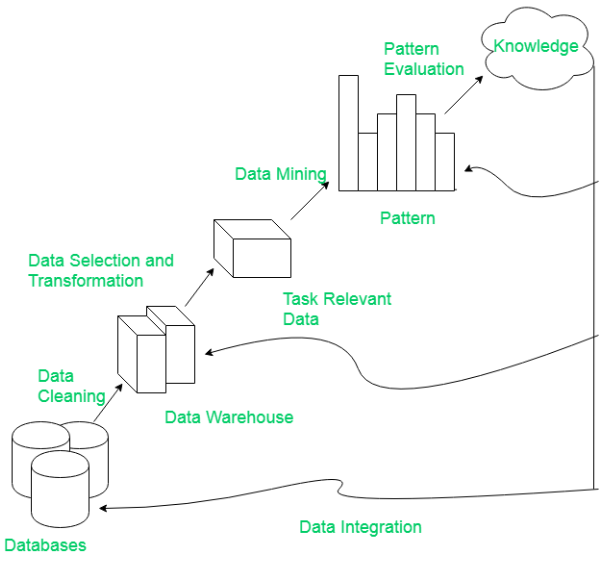 Knowledge
Pattern
Evaluation
Data Mining
Pattern
Data Selection and
Transformation
Task Relevant
Data
Data
Cleaning
Data Warehouse
Data Integration
Databases